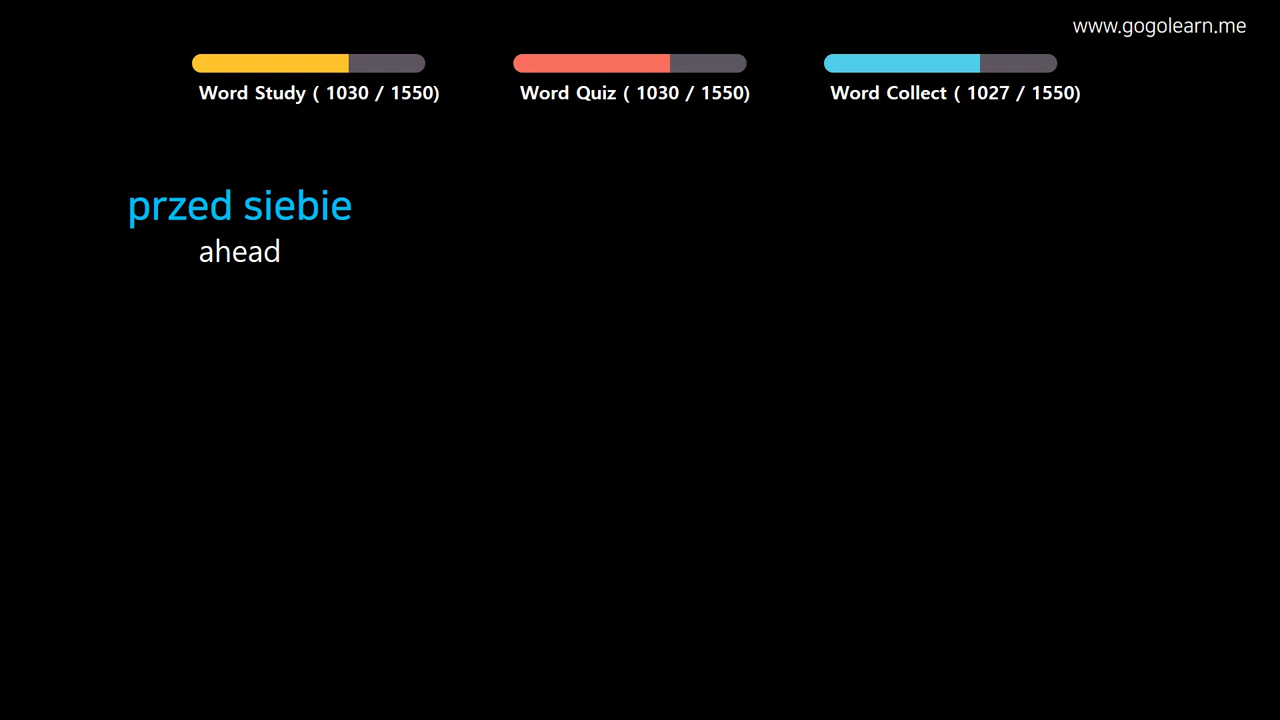 www.gogolearn.me
Word Study ( 1030 / 1550)
Word Quiz ( 1030 / 1550)
Word Collect ( 1027 / 1550)
przed siebie
ahead